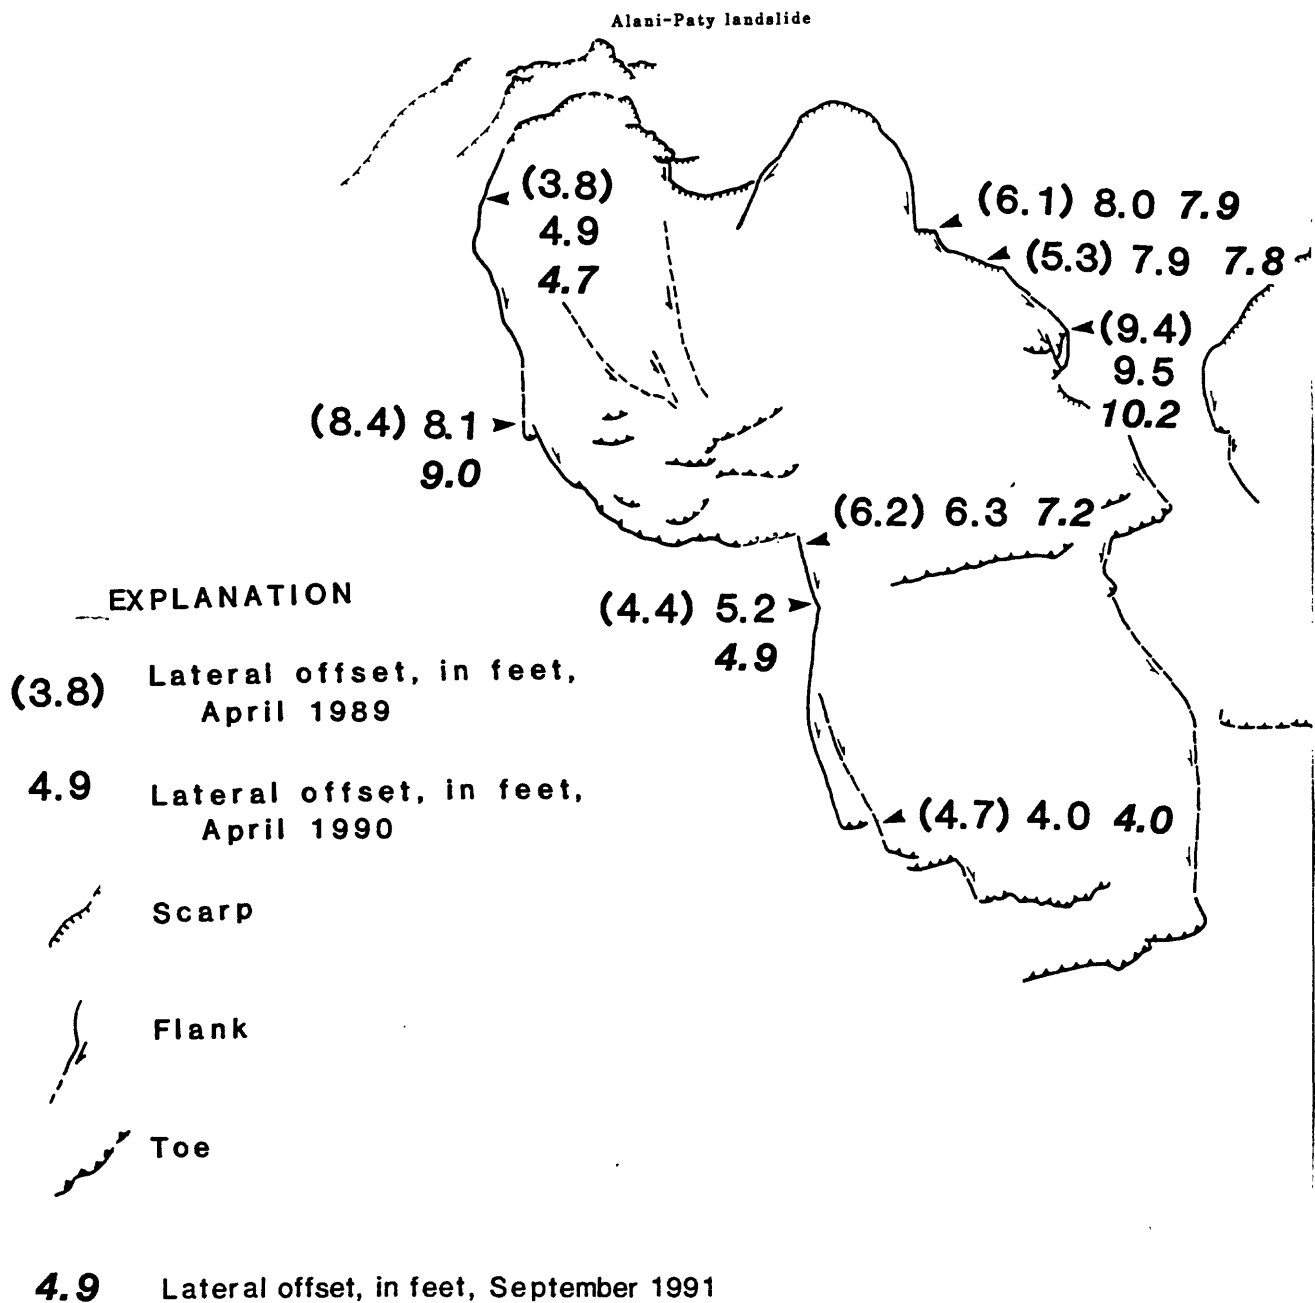 Alani-Paty landslide
(3.8)
4.9
4.7
(6.1) 8.0 7.9
(5.3) 7.9 7.8
(9.4)
9.5
10.2
(8.4) 8.1
9.0
(6.2) 6.3 7.2
(4.4) 5.2
4.9
(4.7) 4.0 4.0
EXPLANATION
(3.8) Lateral offset, in feet,
April 1989
4.9 Lateral offset, in feet,
April 1990
Scarp
Flank
Toe
4.9 Lateral offset, in feet, September 1991